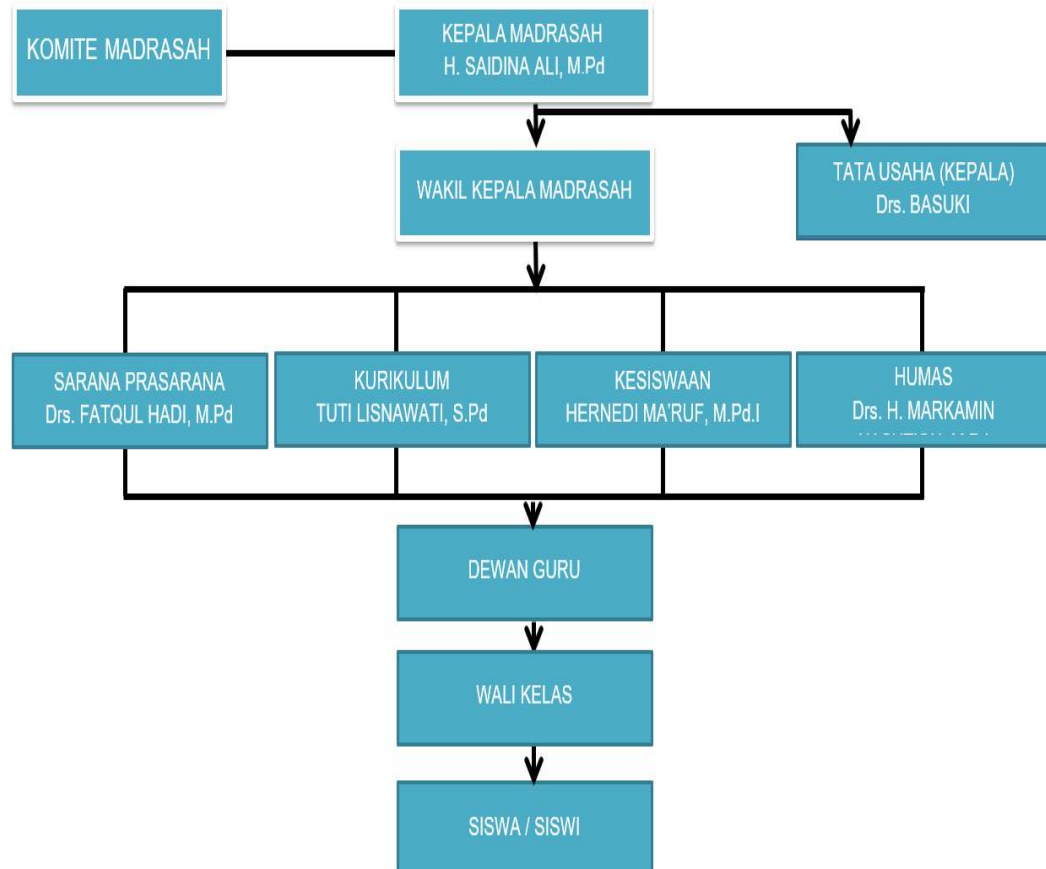 KOMITE MADRASAH
KEPALA MADRASAH
H. SAIDINA ALI, M.Pd
WAKIL KEPALA MADRASAH
TATA USAHA (KEPALA)
Drs. BASUKI
SARANA PRASARANA
Drs. FATQUL HADI, M.Pd
KURIKULUM
TUTI LISNAWATI, S.Pd
KESISWAAN
HERNEDI MA'RUF, M.Pd.I
HUMAS
Drs. H. MARKAMIN
DEWAN GURU
WALI KELAS
SISWA / SISWI